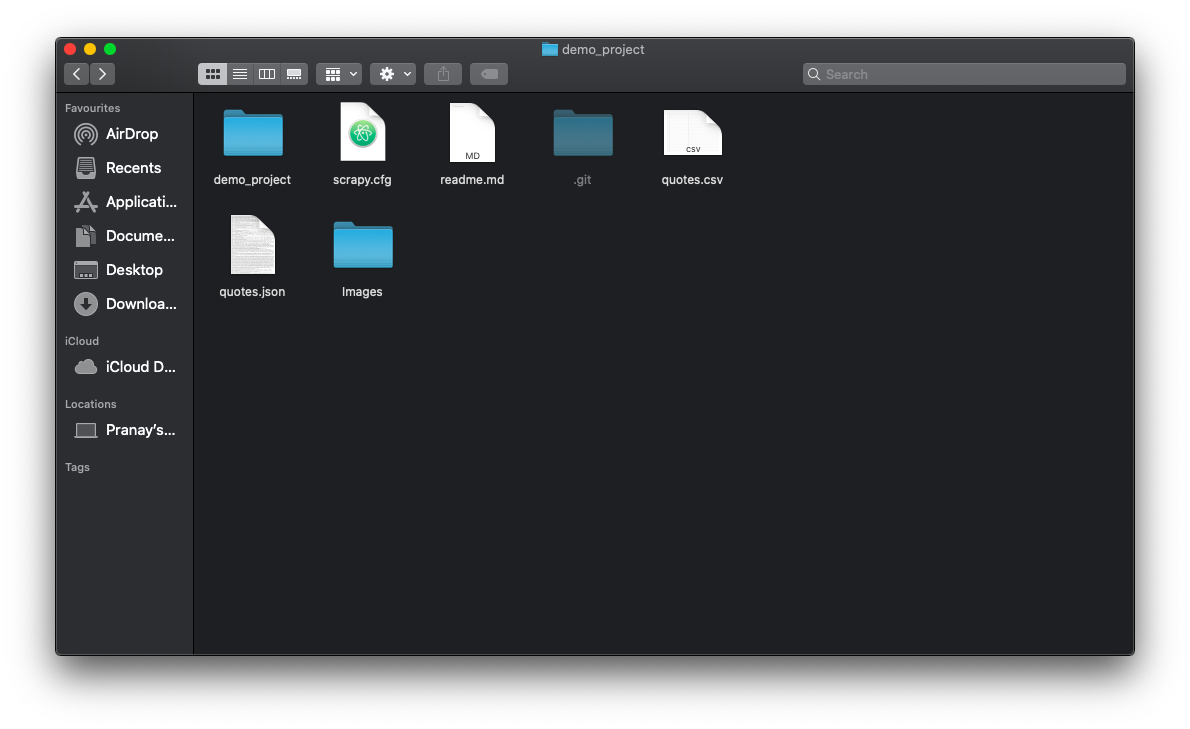 demo_project
Search
Favourites
AirDrop
Recents
Applicati...
Docume...
Desktop
Downloa...
iCloud
iCloud D...
Locations
Pranay's...
Tags
demo_project
scrapy.cfg
MD
readme.md
.git
csv
quotes.csv
quotes.json
Images